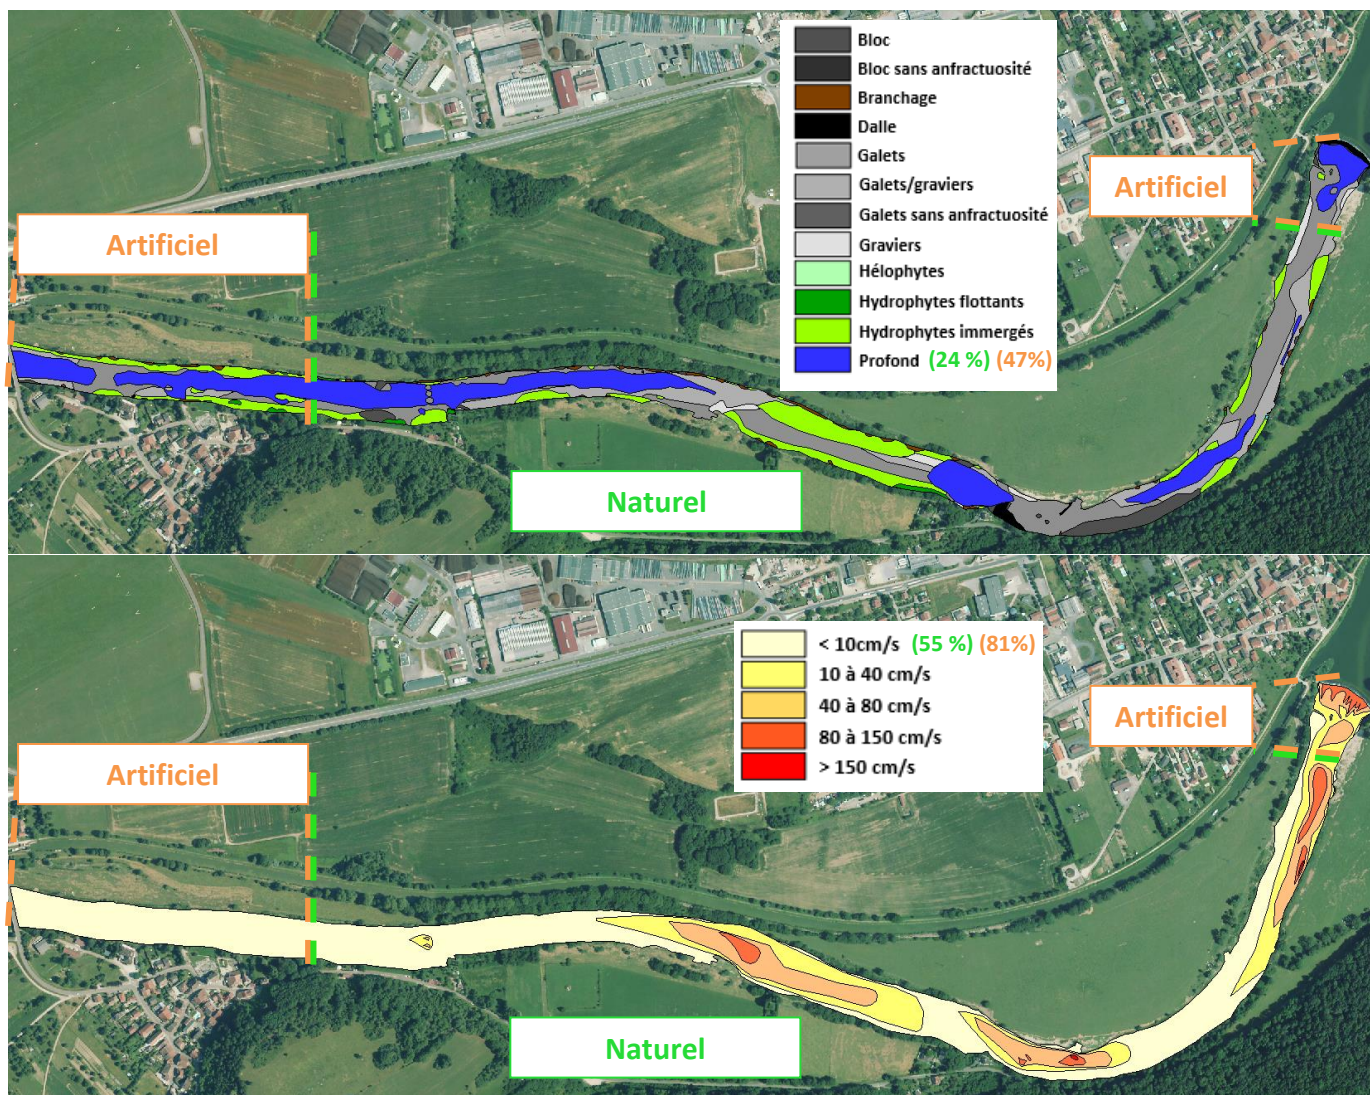 Bloc
Bloc sans anfractuosité
Branchage
Dalle
Galets
Galets/graviers
Galets sans anfractuosité
Graviers
Hélophytes
Hydrophytes flottants
Hydrophytes immergés
Profond (24 %) (47%)
Artificiel
Artificiel
Naturel
< 10cm/s (55 %) (81%)
10 à 40 cm/s
40 à 80 cm/s
80 à 150 cm/s
> 150 cm/s
Artificiel
Artificiel
Naturel